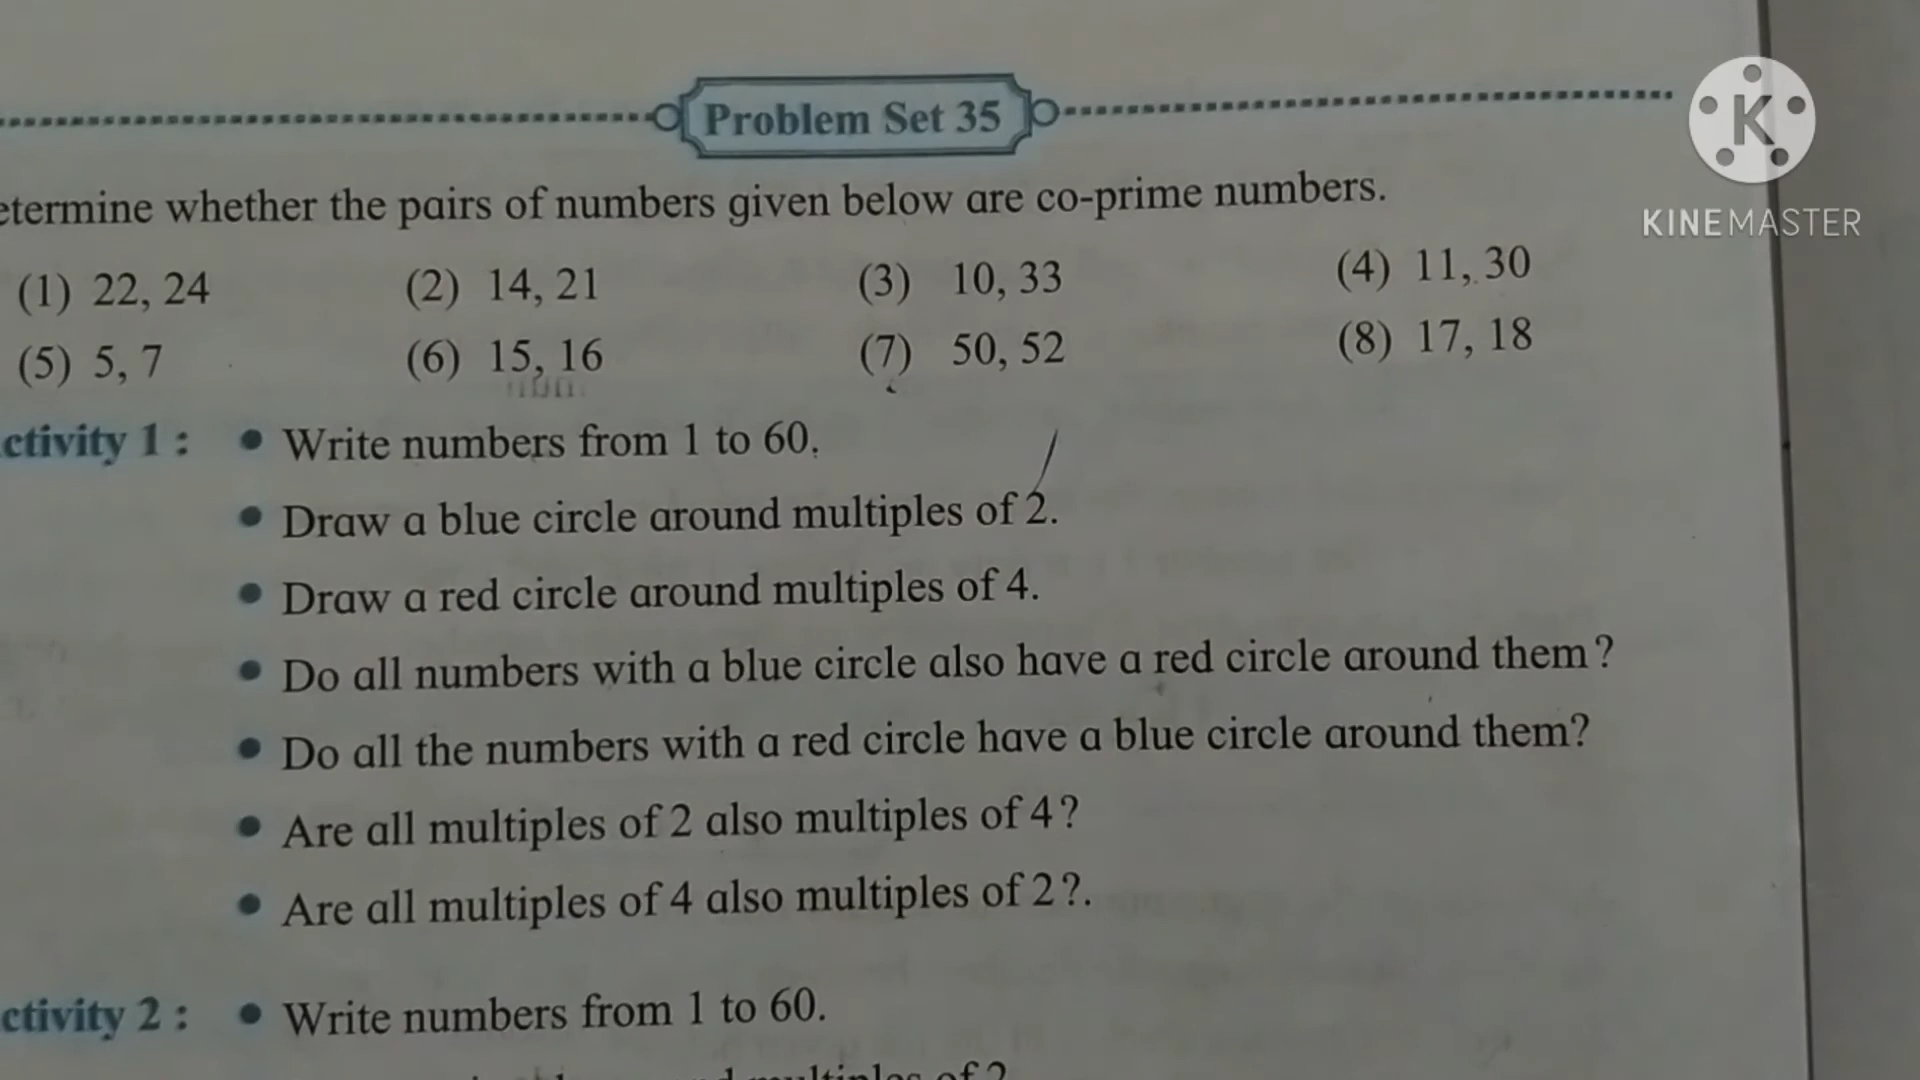 Problem Set 35
K
KINEMASTER
etermine whether the pairs of numbers given below are co-prime numbers.
(1) 22, 24 (2) 14, 21 (3) 10, 33 (4) 11, 30
(5) 5, 7 (6) 15, 16 (7) 50, 52 (8) 17, 18
ctivity 1 : • Write numbers from 1 to 60.
• Draw a blue circle around multiples of 2.
• Draw a red circle around multiples of 4.
• Do all numbers with a blue circle also have a red circle around them?
• Do all the numbers with a red circle have a blue circle around them?
• Are all multiples of 2 also multiples of 4?
• Are all multiples of 4 also multiples of 2?.
ctivity 2 : • Write numbers from 1 to 60.
multiples of